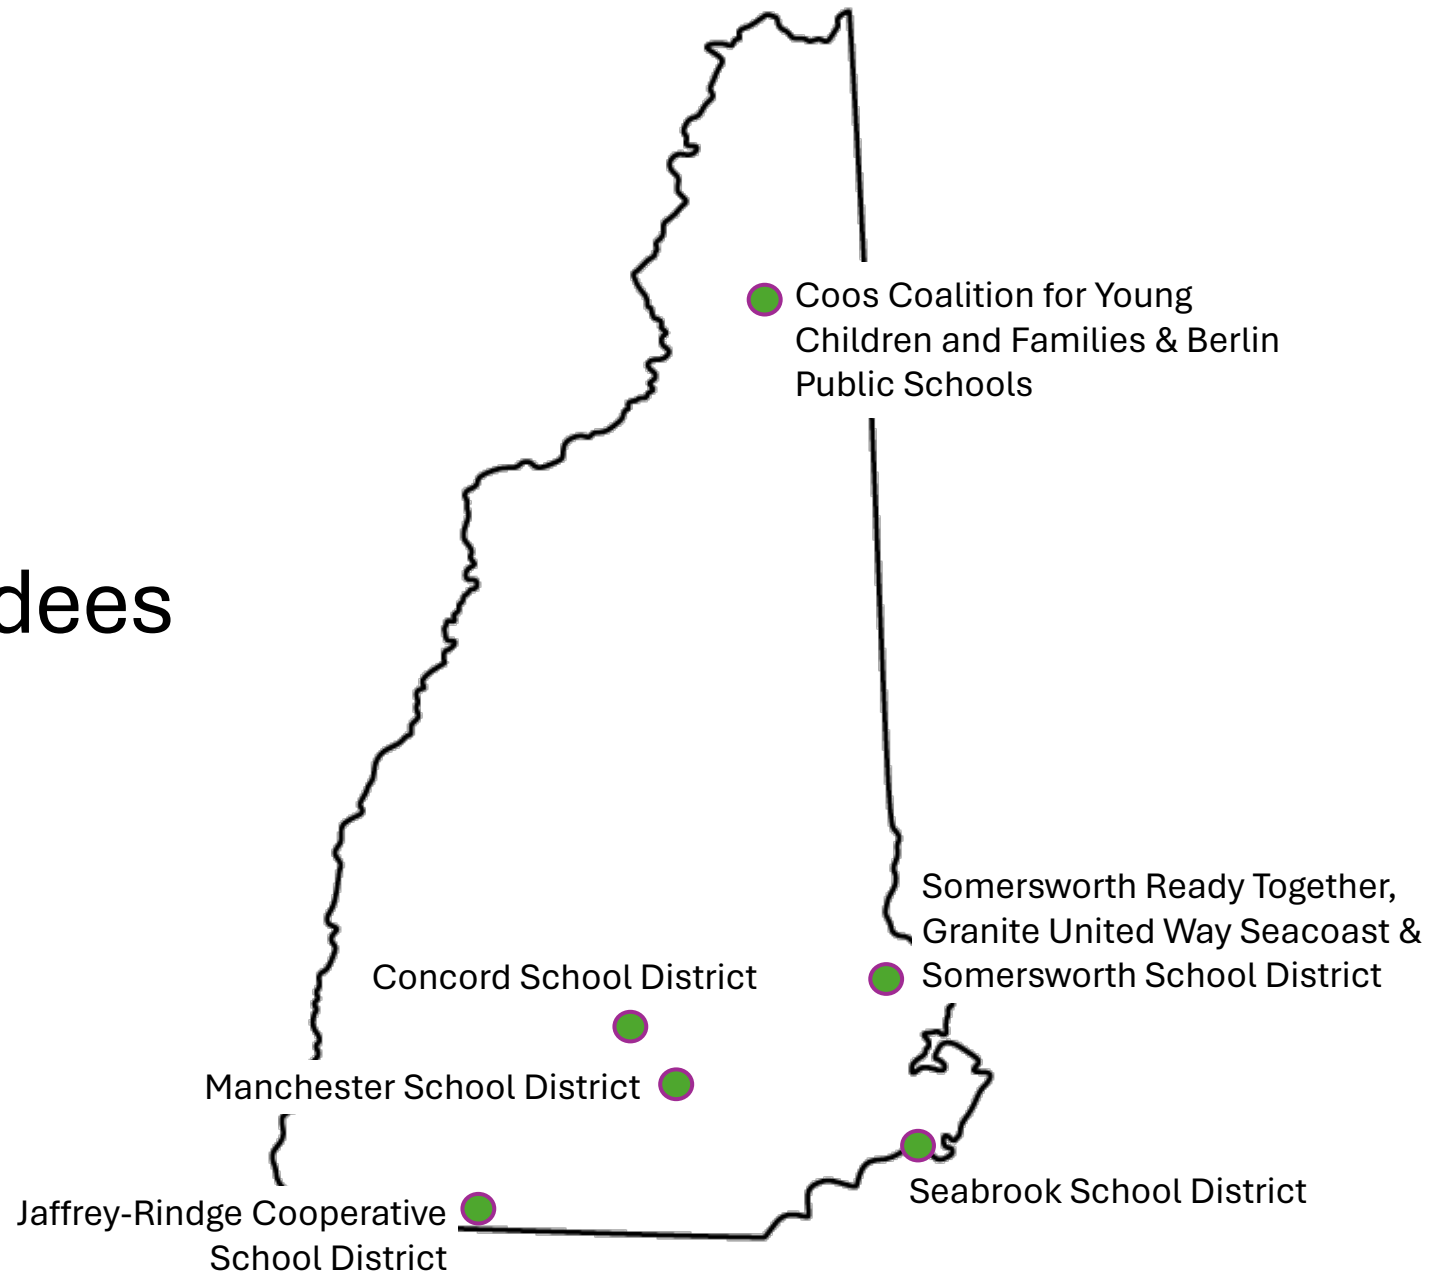 Coos Coalition for Young
Children and Families & Berlin
Public Schools
dees
Somersworth Ready Together,
Granite United Way Seacoast &
Somersworth School District
Concord School District
Manchester School District
Seabrook School District
Jaffrey-Rindge Cooperative
School District